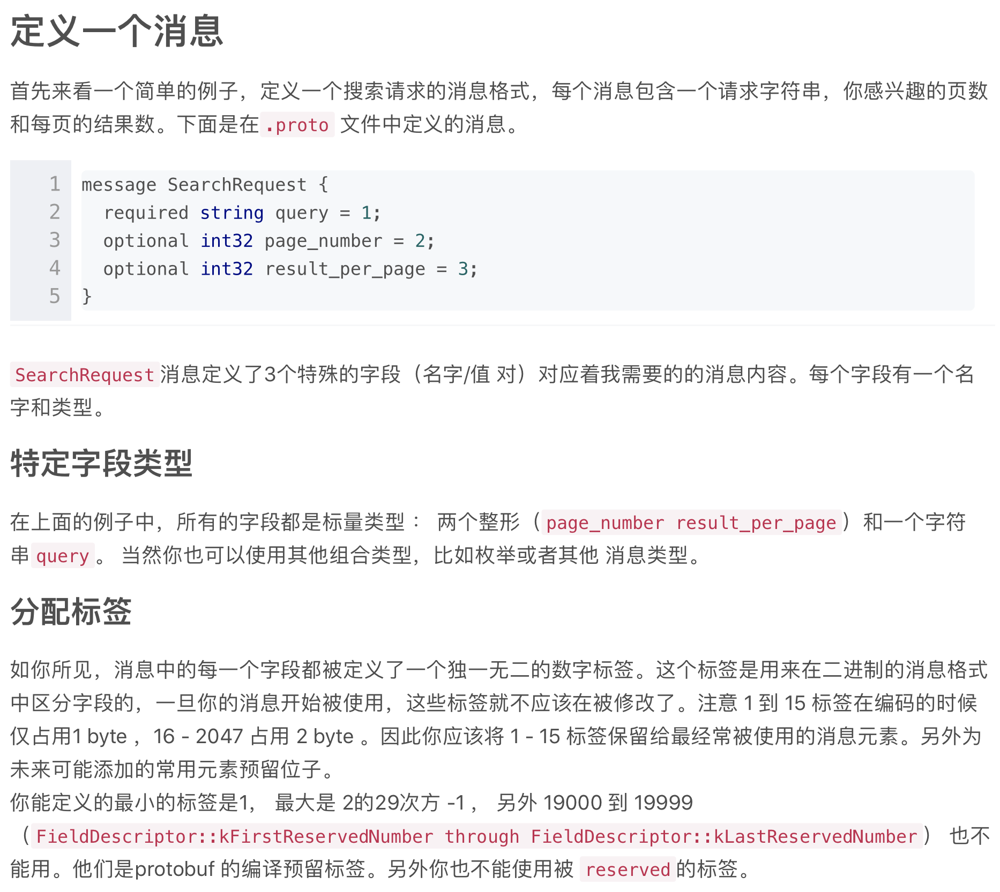 定义一个消息
首先来看一个简单的例子，定义一个搜索请求的消息格式，每个消息包含一个请求字符串，你感兴趣的页数
和每页的结果数。下面是在 .proto 文件中定义的消息。
1 message SearchRequest {
2   required string query = 1;
3   optional int32 page_number = 2;
4   optional int32 result_per_page = 3;
5 }
SearchRequest消息定义了3个特殊的字段（名字/值 对）对应着我需要的的消息内容。每个字段有一个名
字和类型。
特定字段类型
在上面的例子中，所有的字段都是标量类型： 两个整形（page_number result_per_page）和一个字符
串 query。 当然你也可以使用其他组合类型，比如枚举或者其他 消息类型。
分配标签
如你所见，消息中的每一个字段都被定义了一个独一无二的数字标签。这个标签是用来在二进制的消息格式
中区分字段的，一旦你的消息开始被使用，这些标签就不应该在被修改了。注意 1 到 15 标签在编码的时候
仅占用1 byte ，16 - 2047 占用 2 byte 。因此你应该将 1 - 15 标签保留给最经常被使用的消息元素。另外为
未来可能添加的常用元素预留位子。
你能定义的最小的标签是1， 最大是 2的29次方 -1 ， 另外 19000 到 19999
（FieldDescriptor::kFirstReservedNumber through FieldDescriptor::kLastReservedNumber） 也不
能用。他们是protobuf 的编译预留标签。另外你也不能使用被 reserved的标签。